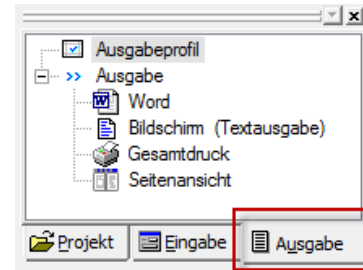 Ausgabeprofil
Ausgabe
Word
Bildschirm (Textausgabe)
Gesamtdruck
Seitenansicht
Projekt Eingabe Ausgabe